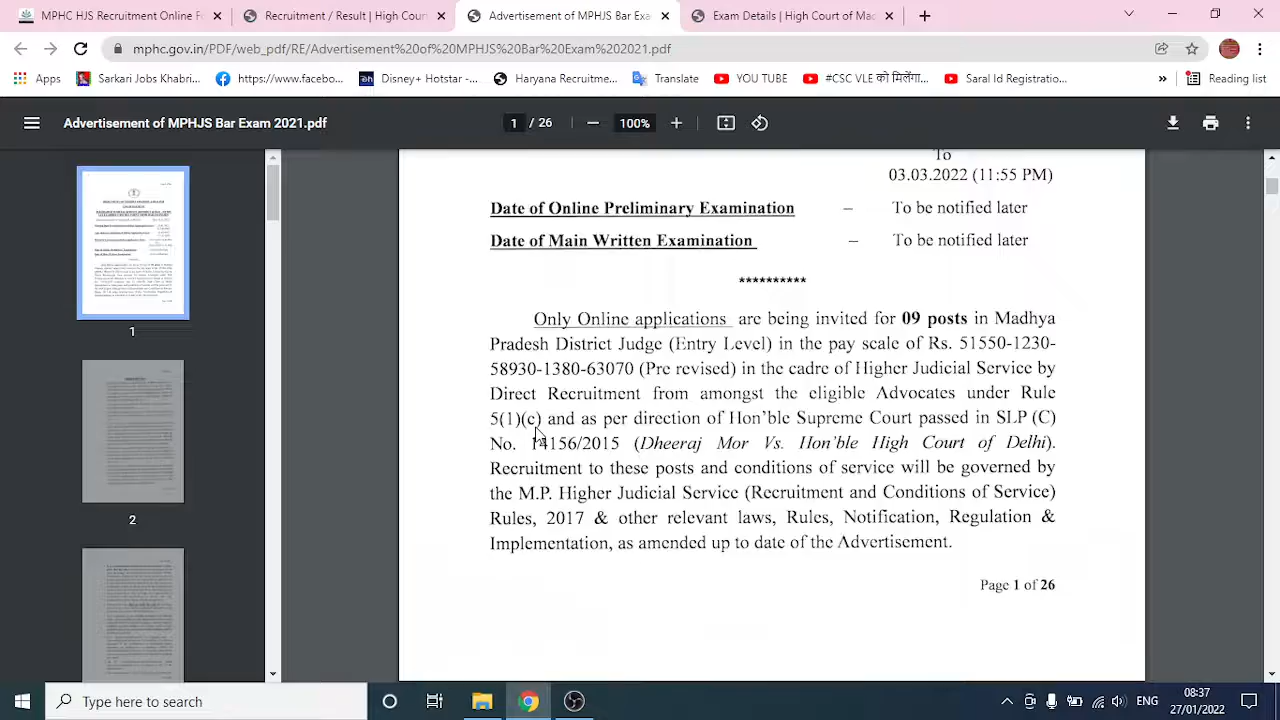 MPHC HJS Recruitment Onlin
Recruitment / Result | High Cour
Advertisement of MPHJS Bar Exa
Item Details | High Court of Mad
mphc.gov.in/PDF/web_pdf/RE/Advertisement%20of%20MPHJS%20Bar%20Exam%202021.pdf
Apps
Sarkari Jobs Khabri...
https://www.facebo...
Disney+ Hotstar -...
Haryana Recruitme...
Translate
YOU TUBE
#CSC VLE को मिलेंगा...
Saral Id Registratio...
»
Reading list
Advertisement of MPHJS Bar Exam 2021.pdf
1 / 26
100%
To
03.03.2022 (11:55 PM)
Date of online Preliminary Examination – To be notified later.
Date of Main Written Examination – To be notified later.
*********
Only Online applications are being invited for 09 posts in Madhya
Pradesh District Judge (Entry Level) in the pay scale of Rs. 51550-1230-
58930-1380-63070 (Pre revised) in the cadre of Higher Judicial Service by
Direct Recruitment from amongst the eligible Advocates under Rule
5(1)(c) and after direction of Hon'ble Supreme Court passed in SLP (C)
No. 14156/2015 (Dheeraj Mor Vs. Hon'ble High Court of Delhi).
Recruitment to these posts and conditions of service will be governed by
the M.P. Higher Judicial Service (Recruitment and Conditions of Service)
Rules, 2017 & other relevant laws, Rules, Notification, Regulation &
Implementation, as amended up to date of the Advertisement.
Page 1 of 26
1
2
Type here to search
ENG
08:37
27/01/2022